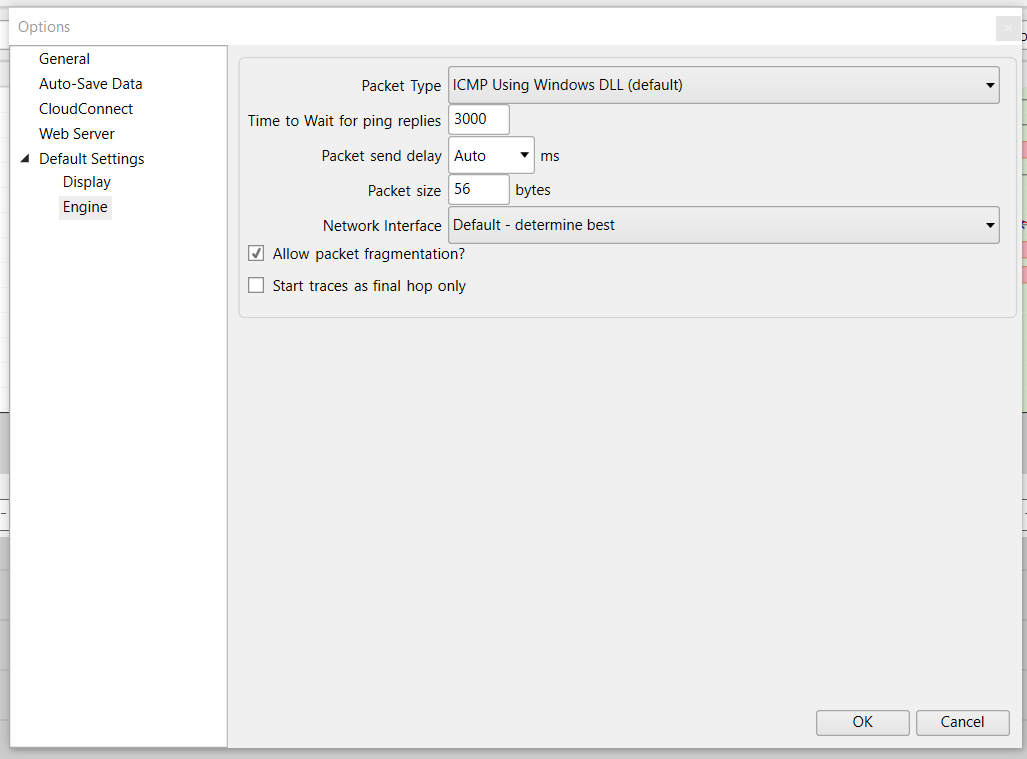 Options
General
Auto-Save Data
CloudConnect
Web Server
Default Settings
Display
Engine
Packet Type ICMP Using Windows DLL (default)
Time to Wait for ping replies 3000
Packet send delay Auto ms
Packet size 56 bytes
Network Interface Default - determine best
Allow packet fragmentation?
Start traces as final hop only
OK Cancel